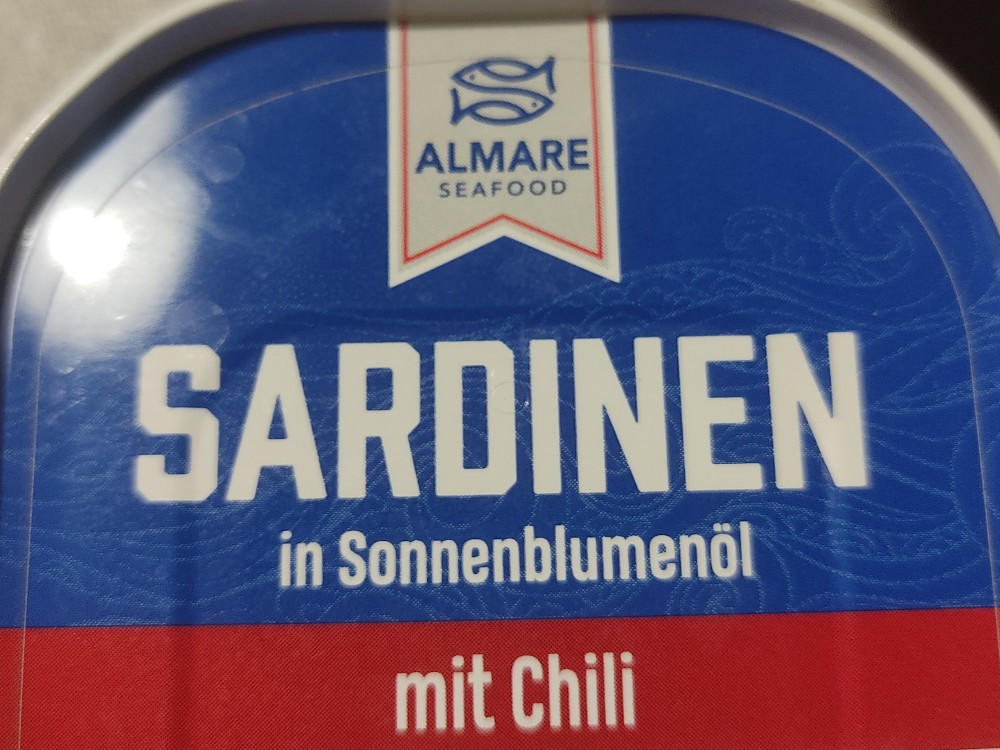 ALMARE
SEAFOOD
SARDINEN
in Sonnenblumenöl
mit Chili